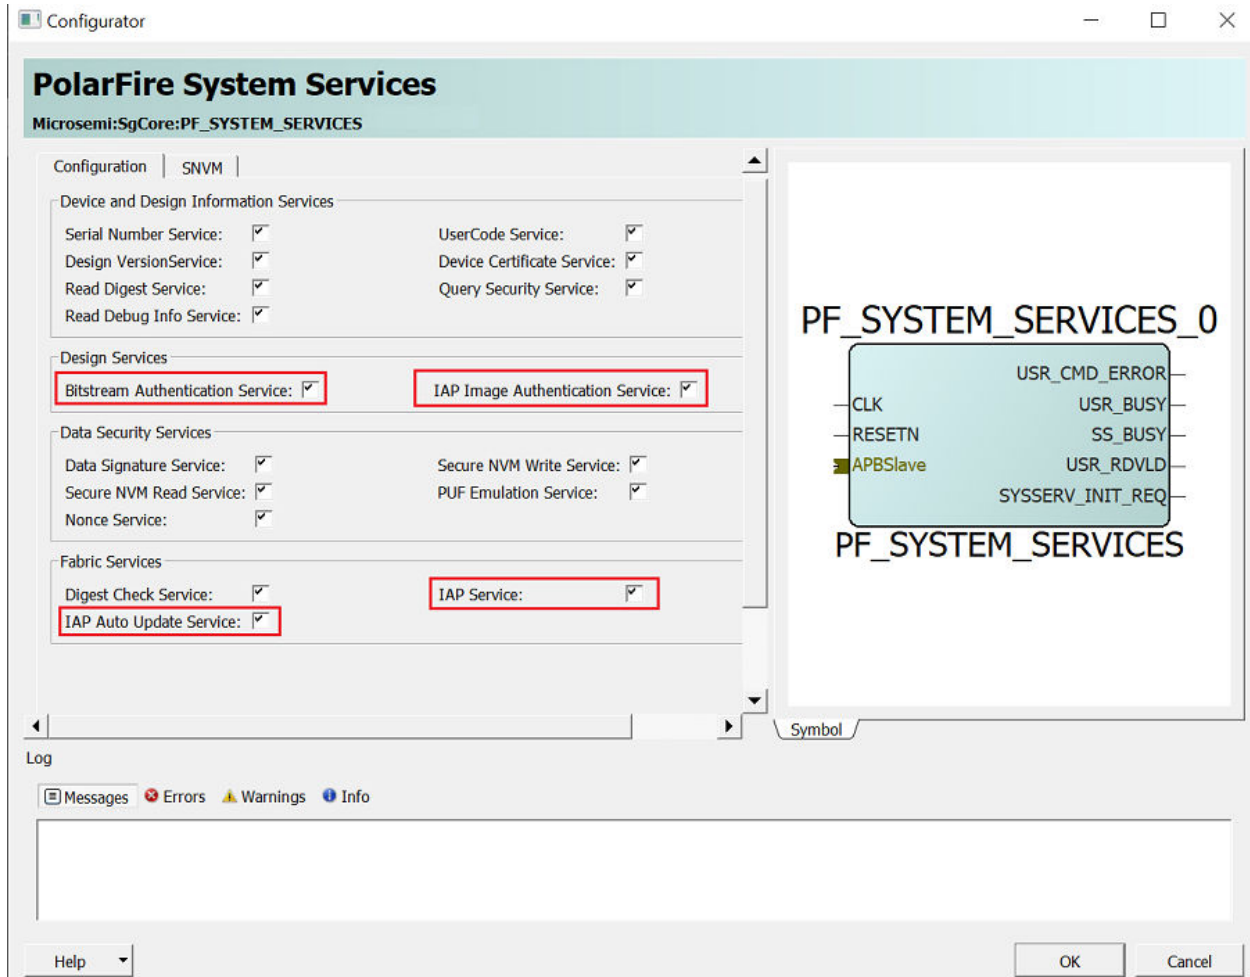 Configurator
PolarFire System Services
Microsemi:SgCore:PF_SYSTEM_SERVICES
Configuration SNVM
Device and Design Information Services
Serial Number Service: UserCode Service:
Design VersionService: Device Certificate Service:
Read Digest Service: Query Security Service:
Read Debug Info Service:
Design Services
Bitstream Authentication Service: IAP Image Authentication Service:
Data Security Services
Data Signature Service: Secure NVM Write Service:
Secure NVM Read Service: PUF Emulation Service:
Nonce Service:
Fabric Services
Digest Check Service: IAP Service:
IAP Auto Update Service:
PF_SYSTEM_SERVICES_0
USR_CMD_ERROR
CLK USR_BUSY
RESETN SS_BUSY
APBSlave USR_RDVLD
SYSSERV_INIT_REQ
PF_SYSTEM_SERVICES
Symbol
Log
Messages Errors Warnings Info
Help OK Cancel